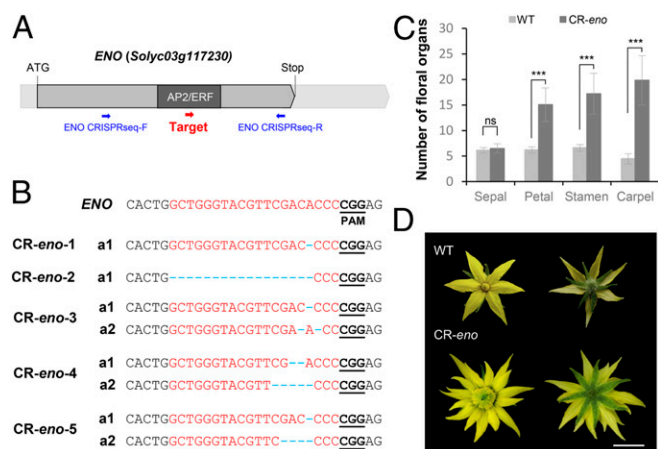 A
ENO (Solyc03g117230)
ATG
Stop
AP2/ERF
ENO CRISPRseq-F
Target
ENO CRISPRseq-R
B
ENO CACTGGCTGGGTACGTTCGACACCCCGGAG
PAM
CR-eno-1 a1 CACTGGCTGGGTACGTTCGAC-CCCCGGAG
CR-eno-2 a1 CACTG------------------CCCCGGAG
CR-eno-3 a1 CACTGGCTGGGTACGTTCGAC-CCCCGGAG
a2 CACTGGCTGGGTACGTTCGA-A-CCCGGAG
CR-eno-4 a1 CACTGGCTGGGTACGTTCG--ACCCCGGAG
a2 CACTGGCTGGGTACGTT-----CCCCGGAG
CR-eno-5 a1 CACTGGCTGGGTACGTTCGAC-CCCCGGAG
a2 CACTGGCTGGGTACGTTC----CCCCGGAG
C
WT CR-eno
Number of floral organs
30
25
20
15
10
5
0
ns
***
***
***
Sepal Petal Stamen Carpel
D
WT
CR-eno